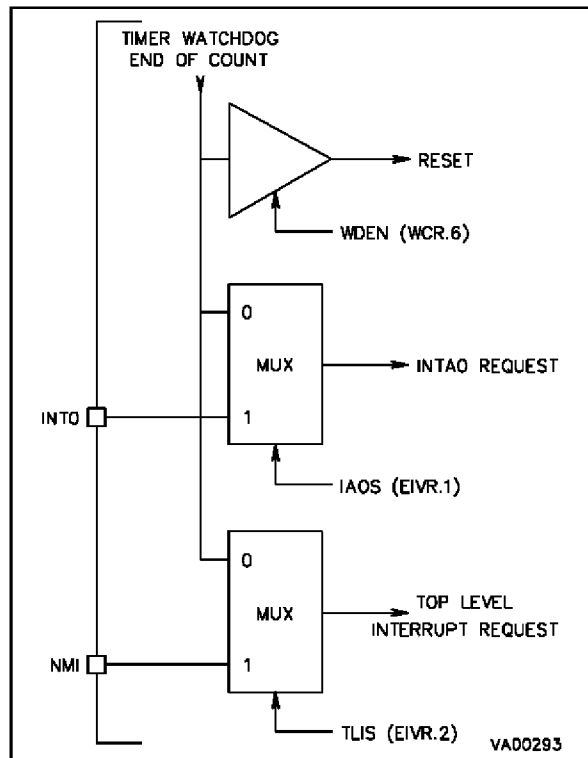 TIMER WATCHDOG
END OF COUNT
RESET
WDEN (WCR.6)
0
MUX
INTA0 REQUEST
INT0
1
IA0S (EIVR.1)
0
MUX
TOP LEVEL
INTERRUPT REQUEST
NMI
1
TLIS (EIVR.2)
VA00293